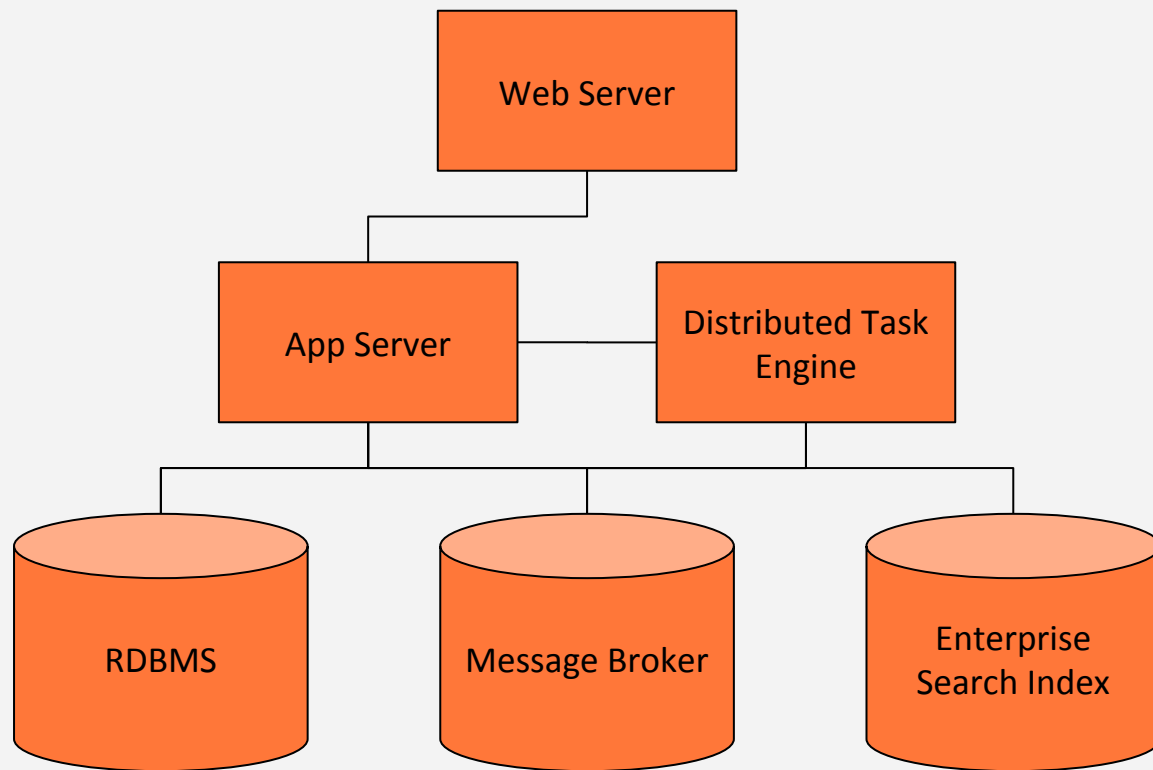 Web Server
App Server
Distributed Task
Engine
RDBMS
Message Broker
Enterprise
Search Index